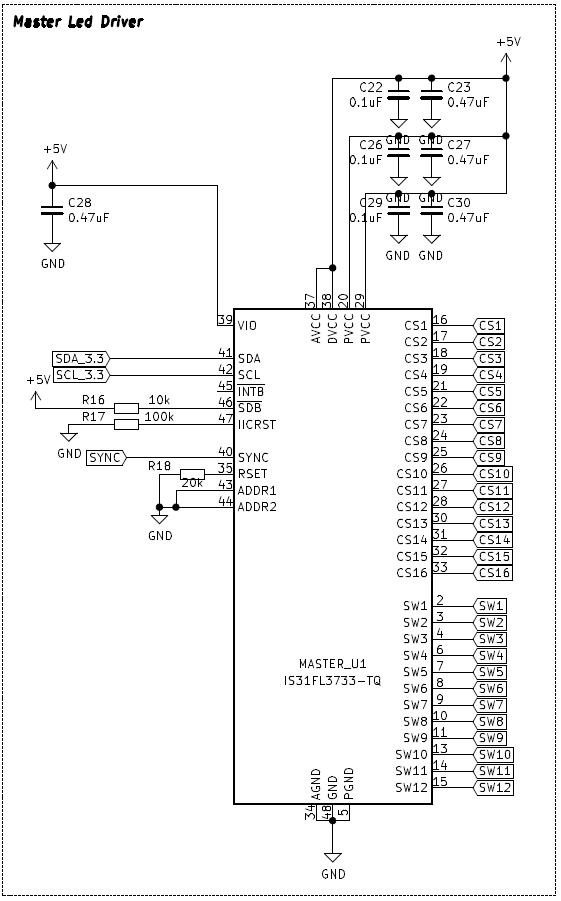 Master Led Driver
+5V
C22
0.1uF
C23
0.47uF
GND
GND
C26
0.1uF
C27
0.47uF
GND
GND
C29
0.1uF
C30
0.47uF
GND
GND
+5V
C28
0.47uF
GND
37
38
20
29
AVCC
DVCC
PVCC
PVCC
39 VIO
SDA_3.3 41 SDA
SCL_3.3 42 SCL
45 INTB
+5V R16 10k 46 SDB
R17 100k 47 IICRST
GND
SYNC 40 SYNC
R18 20k 35 RSET
43 ADDR1
44 ADDR2
GND
CS1 16 CS1
CS2 17 CS2
CS3 18 CS3
CS4 19 CS4
CS5 21 CS5
CS6 22 CS6
CS7 23 CS7
CS8 24 CS8
CS9 25 CS9
CS10 26 CS10
CS11 27 CS11
CS12 28 CS12
CS13 30 CS13
CS14 31 CS14
CS15 32 CS15
CS16 33 CS16
SW1 2 SW1
SW2 3 SW2
SW3 4 SW3
SW4 6 SW4
SW5 7 SW5
SW6 8 SW6
SW7 9 SW7
SW8 10 SW8
SW9 11 SW9
SW10 13 SW10
SW11 14 SW11
SW12 15 SW12
MASTER_U1
IS31FL3733-TQ
AGND
GND
PGND
34
48
5
GND